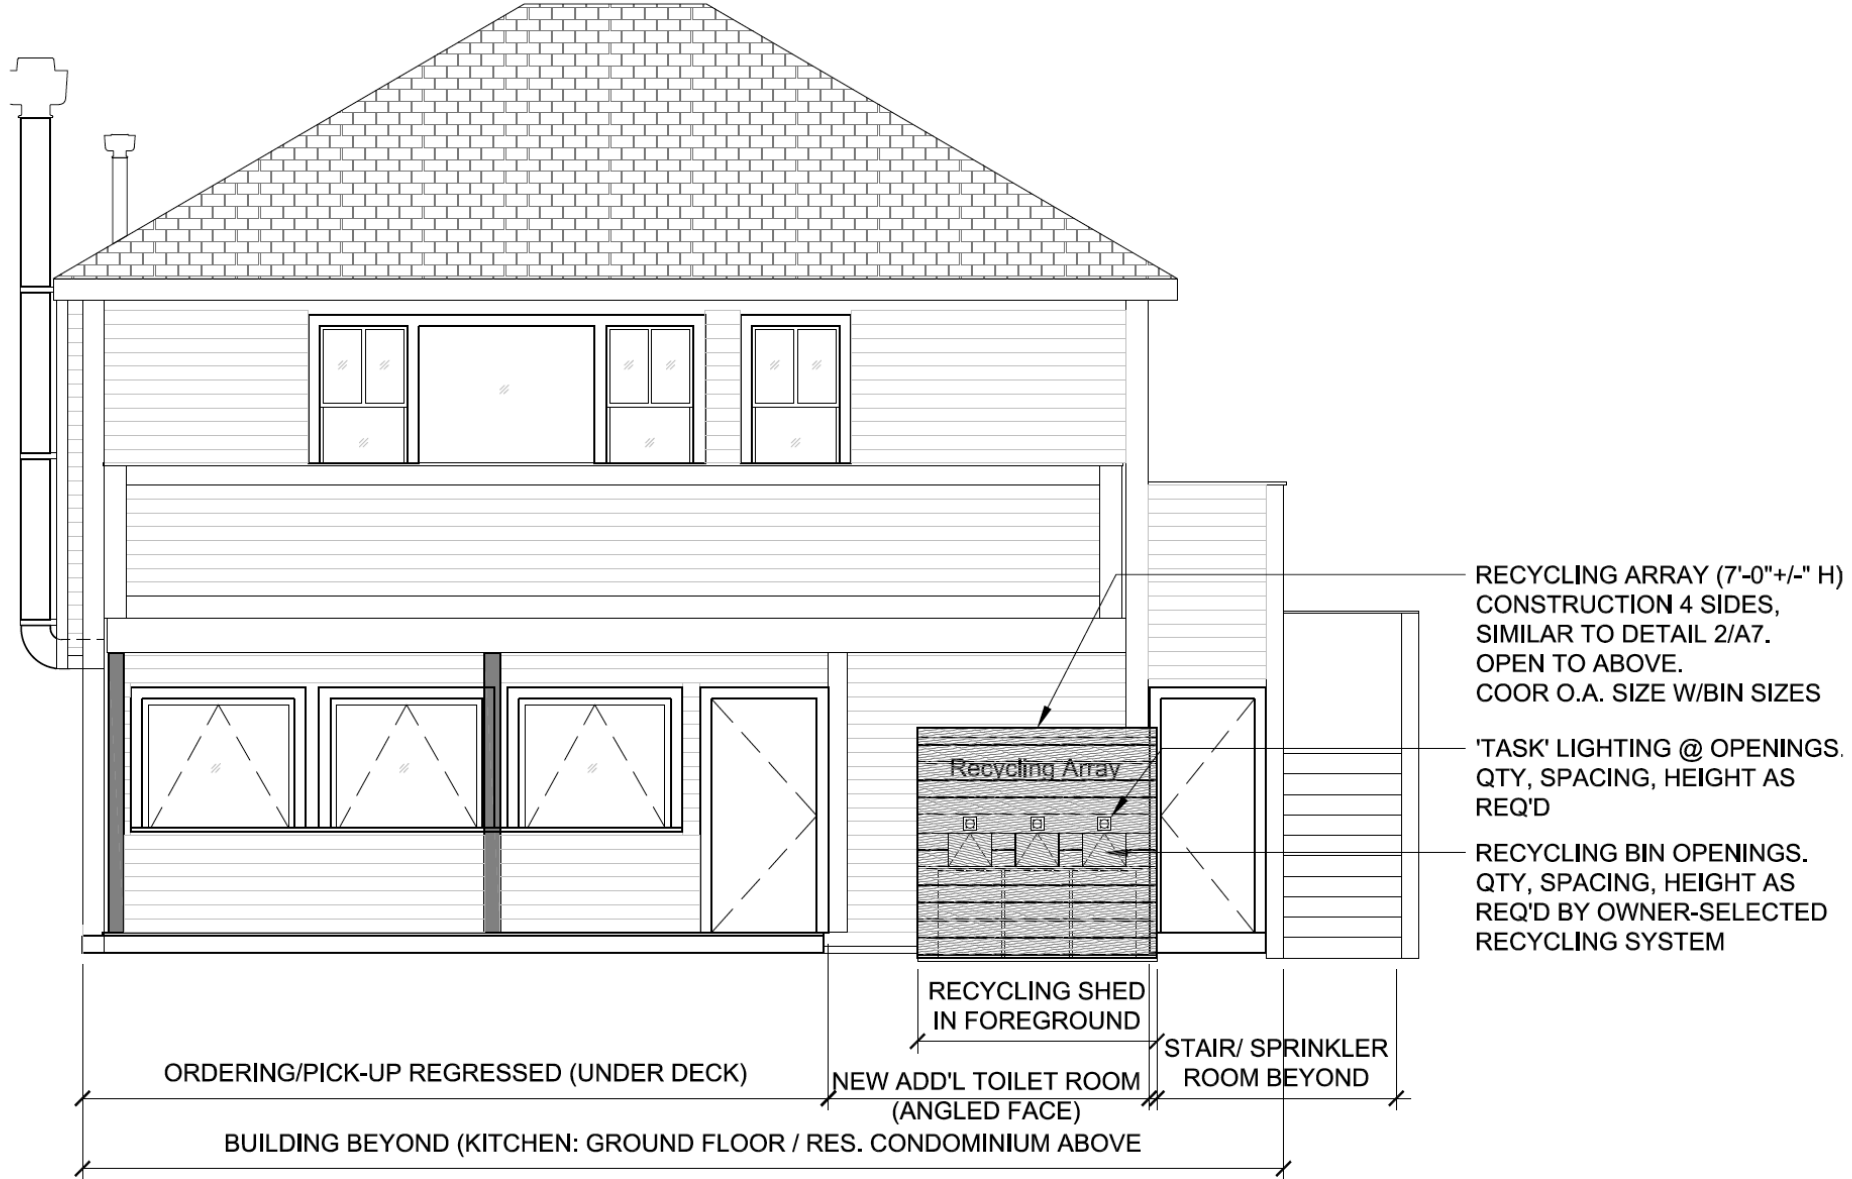 RECYCLING ARRAY (7'-0"+/-" H)
CONSTRUCTION 4 SIDES,
SIMILAR TO DETAIL 2/A7.
OPEN TO ABOVE.
COOR O.A. SIZE W/BIN SIZES
'TASK' LIGHTING @ OPENINGS.
QTY, SPACING, HEIGHT AS
REQ'D
RECYCLING BIN OPENINGS.
QTY, SPACING, HEIGHT AS
REQ'D BY OWNER-SELECTED
RECYCLING SYSTEM
Recycling Array
RECYCLING SHED
IN FOREGROUND
ORDERING/PICK-UP REGRESSED (UNDER DECK)
NEW ADD'L TOILET ROOM
(ANGLED FACE)
STAIR/ SPRINKLER
ROOM BEYOND
BUILDING BEYOND (KITCHEN: GROUND FLOOR / RES. CONDOMINIUM ABOVE